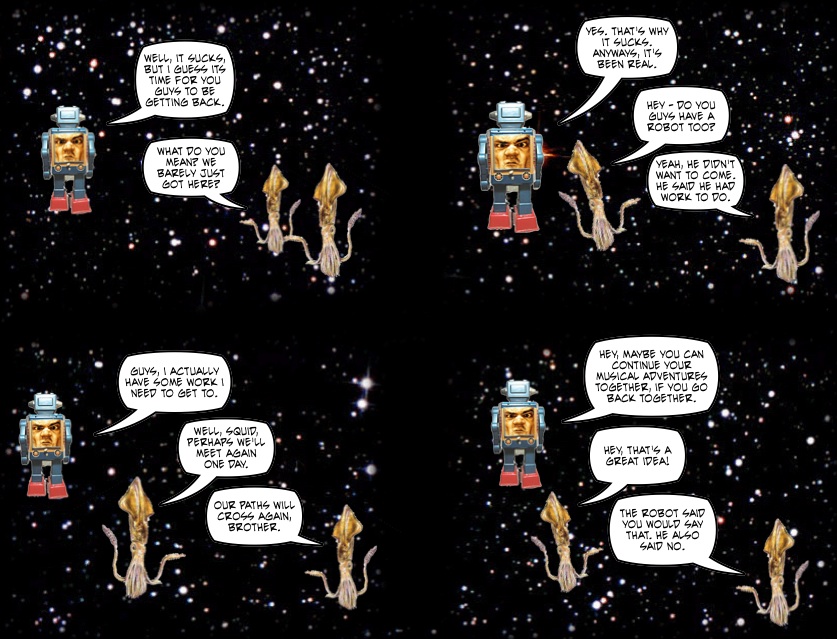 WELL, IT SUCKS,
BUT I GUESS ITS
TIME FOR YOU
GUYS TO BE
GETTING BACK.
WHAT DO YOU
MEAN? WE
BARELY JUST
GOT HERE?
YES. THAT'S WHY
IT SUCKS.
ANYWAYS, IT'S
BEEN REAL.
HEY - DO YOU
GUYS HAVE A
ROBOT TOO?
YEAH, HE DIDN'T
WANT TO COME.
HE SAID HE HAD
WORK TO DO.
GUYS, I ACTUALLY
HAVE SOME WORK I
NEED TO GET TO.
WELL, SQUID,
PERHAPS WE'LL
MEET AGAIN
ONE DAY.
OUR PATHS WILL
CROSS AGAIN,
BROTHER.
HEY, MAYBE YOU CAN
CONTINUE YOUR
MUSICAL ADVENTURES
TOGETHER, IF YOU GO
BACK TOGETHER.
HEY, THAT'S A
GREAT IDEA!
THE ROBOT SAID
YOU WOULD SAY
THAT. HE ALSO
SAID NO.